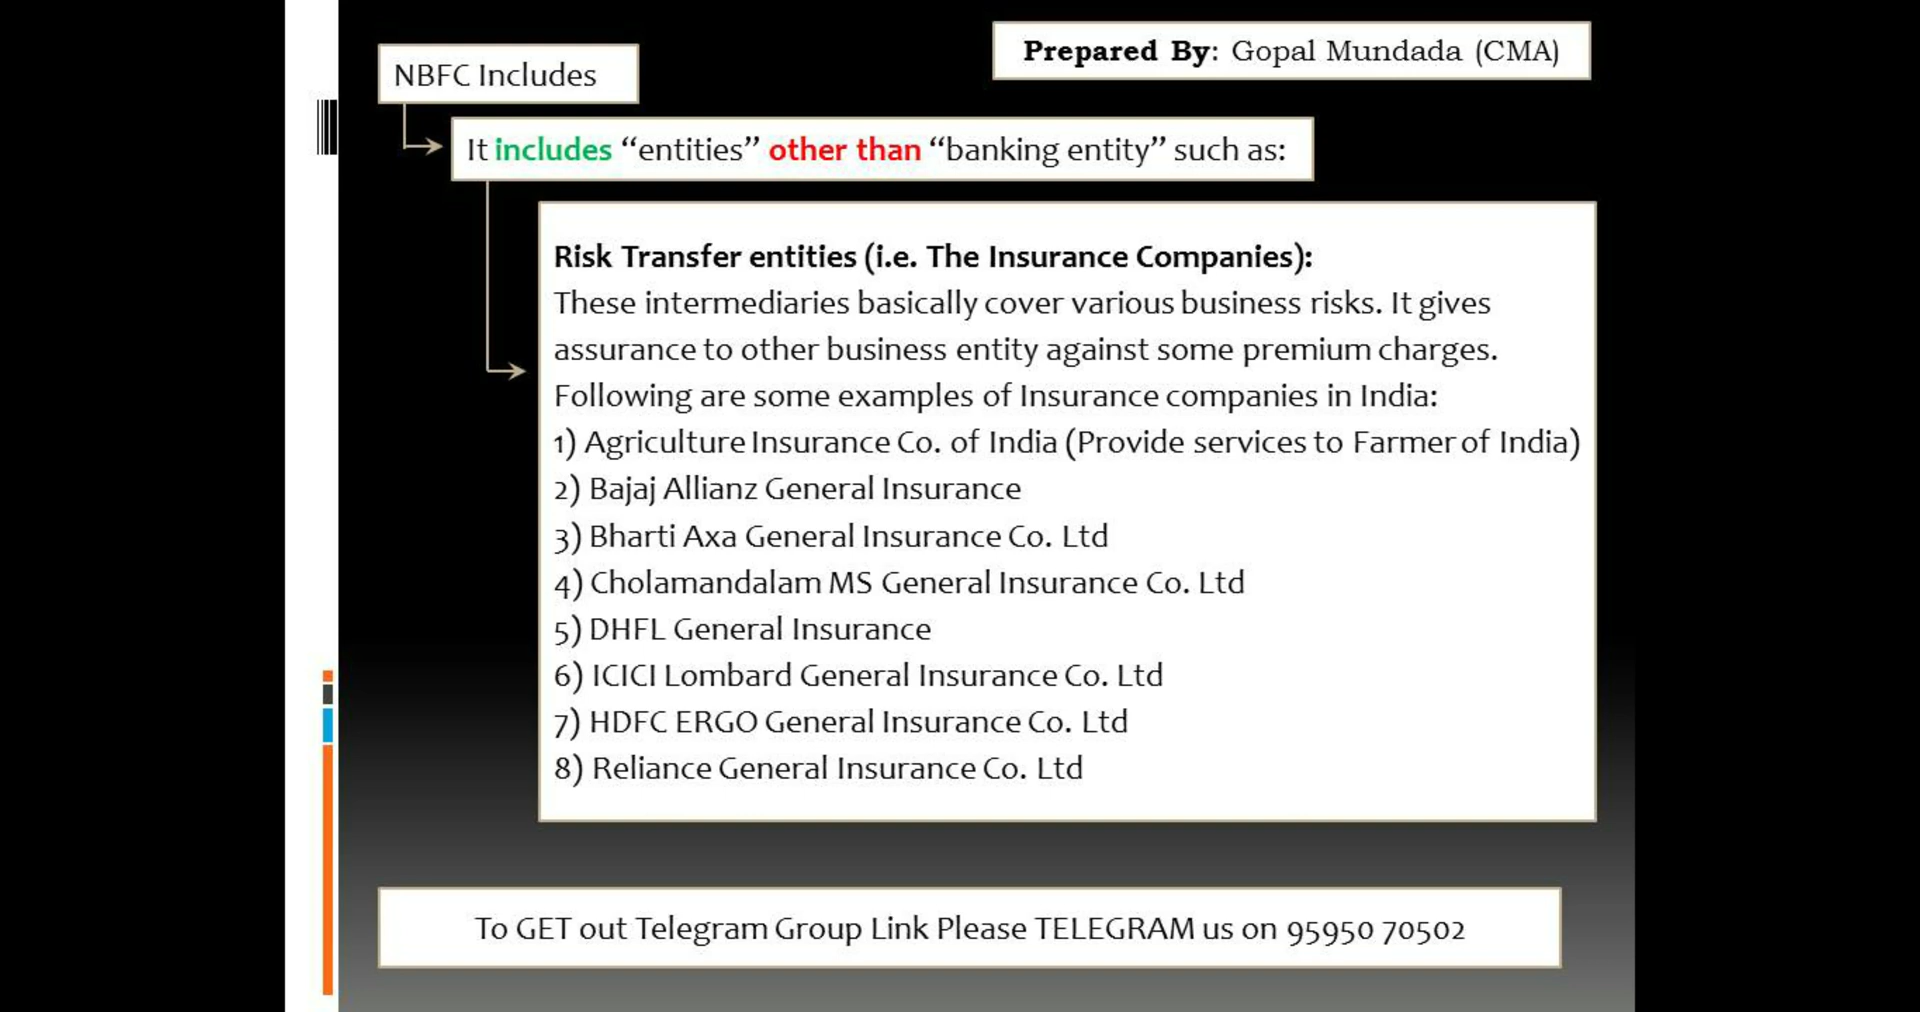 NBFC Includes
Prepared By: Gopal Mundada (CMA)
It includes “entities” other than “banking entity” such as:
Risk Transfer entities (i.e. The Insurance Companies):
These intermediaries basically cover various business risks. It gives
assurance to other business entity against some premium charges.
Following are some examples of Insurance companies in India:
1) Agriculture Insurance Co. of India (Provide services to Farmer of India)
2) Bajaj Allianz General Insurance
3) Bharti Axa General Insurance Co. Ltd
4) Cholamandalam MS General Insurance Co. Ltd
5) DHFL General Insurance
6) ICICI Lombard General Insurance Co. Ltd
7) HDFC ERGO General Insurance Co. Ltd
8) Reliance General Insurance Co. Ltd
To GET out Telegram Group Link Please TELEGRAM us on 95950 70502